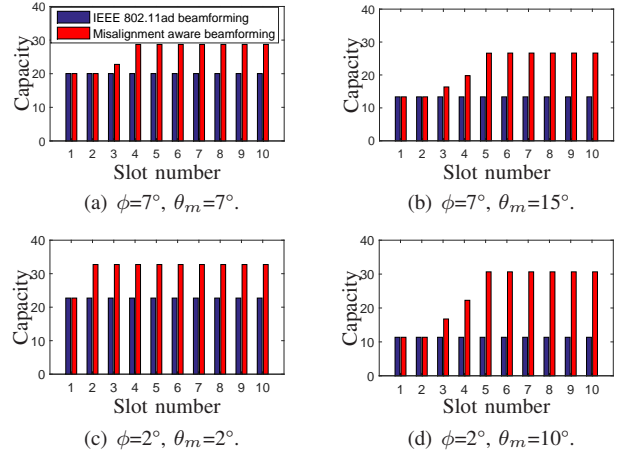 40
30
20
10
0
Capacity
IEEE 802.11ad beamforming
Misalignment aware beamforming
1 2 3 4 5 6 7 8 9 10
Slot number
(a) ϕ=7°, θm=7°.
40
30
20
10
0
Capacity
1 2 3 4 5 6 7 8 9 10
Slot number
(b) ϕ=7°, θm=15°.
40
30
20
10
0
Capacity
1 2 3 4 5 6 7 8 9 10
Slot number
(c) ϕ=2°, θm=2°.
40
30
20
10
0
Capacity
1 2 3 4 5 6 7 8 9 10
Slot number
(d) ϕ=2°, θm=10°.